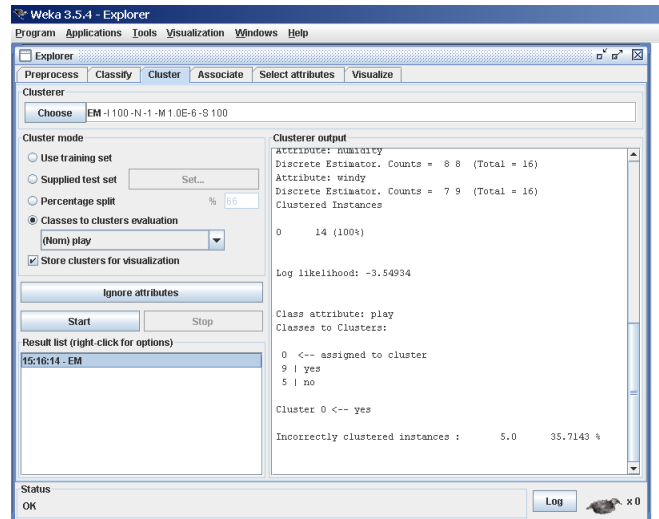 Weka 3.5.4 - Explorer
Program Applications Tools Visualization Windows Help
Explorer
Preprocess Classify Cluster Associate Select attributes Visualize
Clusterer
Choose EM -I 100 -N -1 -M 1.0E-6 -S 100
Cluster mode
Use training set
Supplied test set Set...
Percentage split % 66
Classes to clusters evaluation
(Nom) play
Store clusters for visualization
Ignore attributes
Start Stop
Result list (right-click for options)
15:16:14 - EM
Clusterer output
Attribute: humidity
Discrete Estimator. Counts = 8 8 (Total = 16)
Attribute: windy
Discrete Estimator. Counts = 7 9 (Total = 16)
Clustered Instances
0 14 (100%)
Log likelihood: -3.54934
Class attribute: play
Classes to Clusters:
0 <-- assigned to cluster
9 | yes
5 | no
Cluster 0 <-- yes
Incorrectly clustered instances : 5.0 35.7143 %
Status
OK
Log x 0